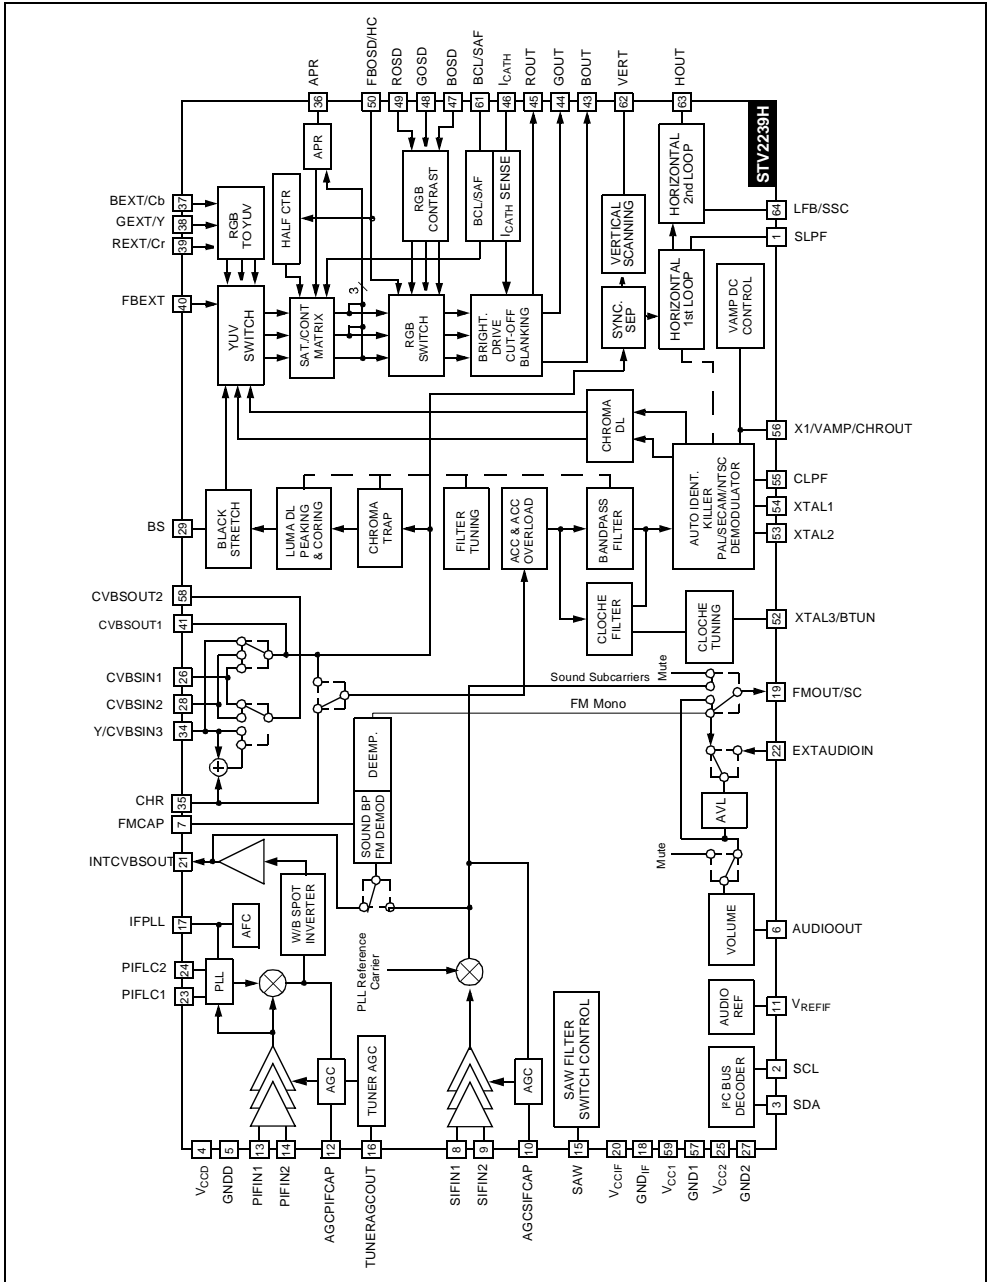 APR
FBOSD/HC
ROSD
GOSD
BOSD
BCL/SAF
ICATH
ROUT
GOUT
BOUT
VERT
HOUT
36
50
49
48
47
61
46
45
44
43
62
63
STV2239H
BEXT/Cb
37
GEXT/Y
38
REXT/Cr
39
FBEXT
40
RGB
TO YUV
HALF CTR
APR
RGB
CONTRAST
BCL/SAF
ICATH SENSE
VERTICAL
SCANNING
HORIZONTAL
2nd LOOP
64
LFB/SSC
1
SLPF
YUV
SWITCH
SAT./CONT
MATRIX
3
RGB
SWITCH
BRIGHT.
DRIVE
CUT-OFF
BLANKING
SYNC.
SEP
HORIZONTAL
1st LOOP
VAMP DC
CONTROL
CHROMA
DL
56
X1/VAMP/CHROUT
55
CLPF
54
XTAL1
53
XTAL2
BS
29
BLACK
STRETCH
LUMA DL
PEAKING
& CORING
CHROMA
TRAP
FILTER
TUNING
ACC & ACC
OVERLOAD
BANDPASS
FILTER
AUTO IDENT.
KILLER
PAL/SECAM/NTSC
DEMODULATOR
CLOCHE
FILTER
CLOCHE
TUNING
52
XTAL3/BTUN
CVBSOUT2
58
CVBSOUT1
41
CVBSIN1
26
CVBSIN2
28
Y/CVBSIN3
34
CHR
35
FMCAP
7
INTCVBSOUT
21
Sound Subcarriers
Mute
FM Mono
19
FMOUT/SC
22
EXTAUDIOIN
DEEMP.
SOUND BP
FM DEMOD
AVL
Mute
VOLUME
6
AUDIOOUT
IFPLL
17
AFC
W/B SPOT
INVERTER
PIFLC2
24
PIFLC1
23
PLL
PLL Reference
Carrier
AUDIO
REF
11
VREFIF
AGC
TUNER AGC
AGC
SAW FILTER
SWITCH CONTROL
I²C BUS
DECODER
2
SCL
3
SDA
4
5
13
14
12
16
8
9
10
15
20
18
59
57
25
27
VCCD
GNDD
PIFIN1
PIFIN2
AGCPIFCAP
TUNERAGCOUT
SIFIN1
SIFIN2
AGCSIFCAP
SAW
VCCIF
GNDIF
VCC1
GND1
VCC2
GND2